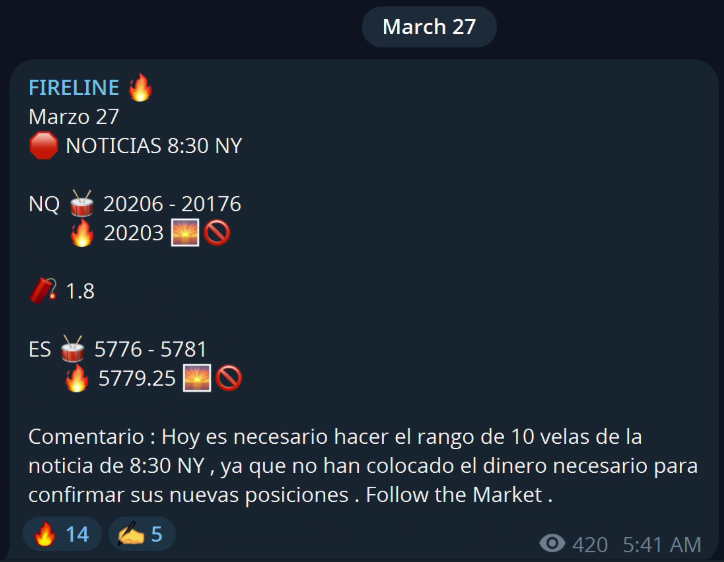 March 27
FIRELINE 🔥
Marzo 27
🛑 NOTICIAS 8:30 NY
NQ 🥁 20206 - 20176
🔥 20203 🌅🚫
🧨 1.8
ES 🥁 5776 - 5781
🔥 5779.25 🌅🚫
Comentario : Hoy es necesario hacer el rango de 10 velas de la
noticia de 8:30 NY , ya que no han colocado el dinero necesario para
confirmar sus nuevas posiciones . Follow the Market .
🔥 14 ✍️ 5
420 5:41 AM